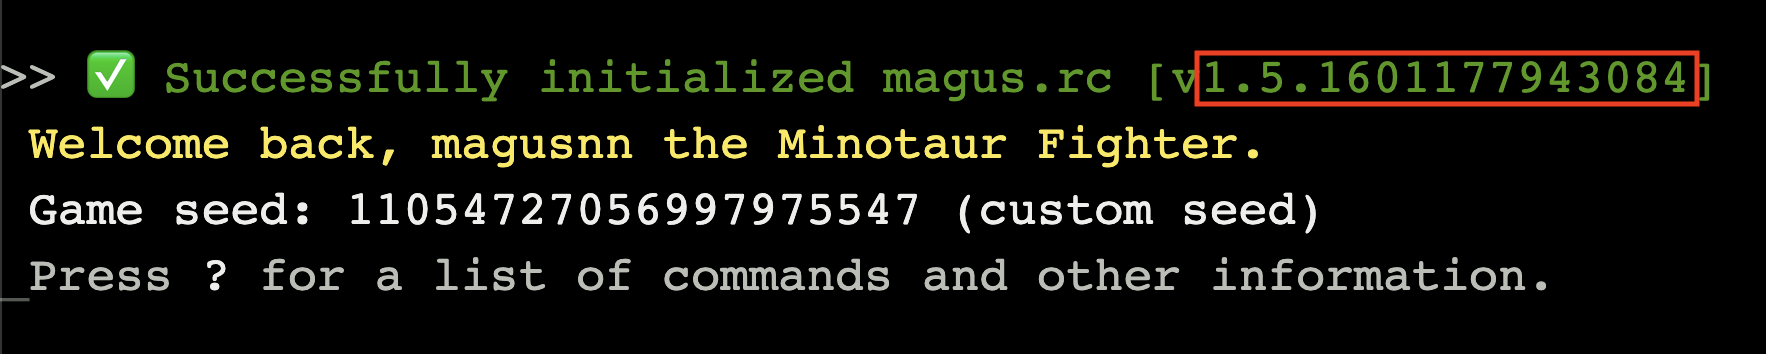 >> ✅ Successfully initialized magus.rc [v1.5.1601177943084]
Welcome back, magusnn the Minotaur Fighter.
Game seed: 11054727056997975547 (custom seed)
Press ? for a list of commands and other information.
_